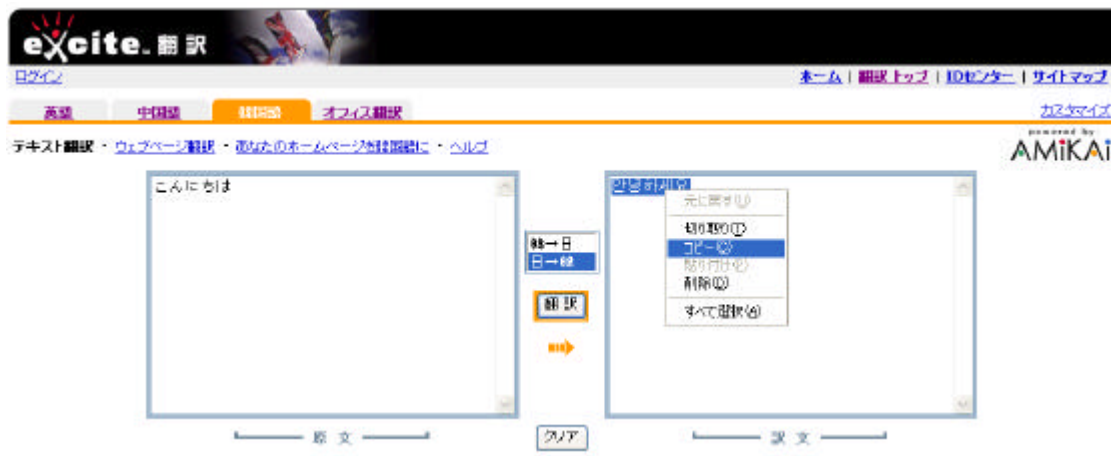 excite. 翻訳
ログイン
ホーム | 翻訳トップ | IDセンター | サイトマップ
英語 中国語 韓国語 オフィス翻訳
カスタマイズ
テキスト翻訳 ・ ウェブページ翻訳 ・ あなたのホームページを韓国語に ・ ヘルプ
powered by
AMiKAi
こんにちは
안녕하세요
元に戻す(U)
切り取り(T)
コピー(C)
貼り付け(P)
削除(D)
すべて選択(A)
韓→日
日→韓
翻訳
原文
クリア
訳文